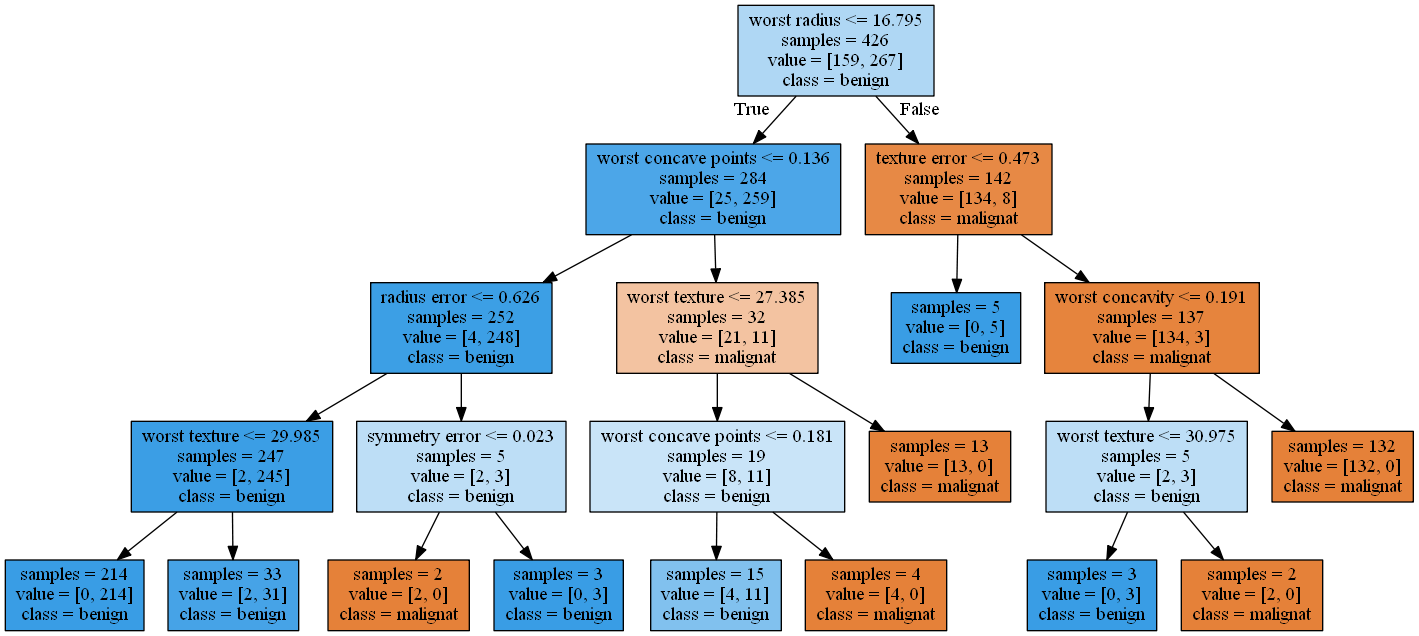 worst radius <= 16.795
samples = 426
value = [159, 267]
class = benign
True
False
worst concave points <= 0.136
samples = 284
value = [25, 259]
class = benign
texture error <= 0.473
samples = 142
value = [134, 8]
class = malignat
radius error <= 0.626
samples = 252
value = [4, 248]
class = benign
worst texture <= 27.385
samples = 32
value = [21, 11]
class = malignat
samples = 5
value = [0, 5]
class = benign
worst concavity <= 0.191
samples = 137
value = [134, 3]
class = malignat
worst texture <= 29.985
samples = 247
value = [2, 245]
class = benign
symmetry error <= 0.023
samples = 5
value = [2, 3]
class = benign
worst concave points <= 0.181
samples = 19
value = [8, 11]
class = benign
samples = 13
value = [13, 0]
class = malignat
worst texture <= 30.975
samples = 5
value = [2, 3]
class = benign
samples = 132
value = [132, 0]
class = malignat
samples = 214
value = [0, 214]
class = benign
samples = 33
value = [2, 31]
class = benign
samples = 2
value = [2, 0]
class = malignat
samples = 3
value = [0, 3]
class = benign
samples = 15
value = [4, 11]
class = benign
samples = 4
value = [4, 0]
class = malignat
samples = 3
value = [0, 3]
class = benign
samples = 2
value = [2, 0]
class = malignat